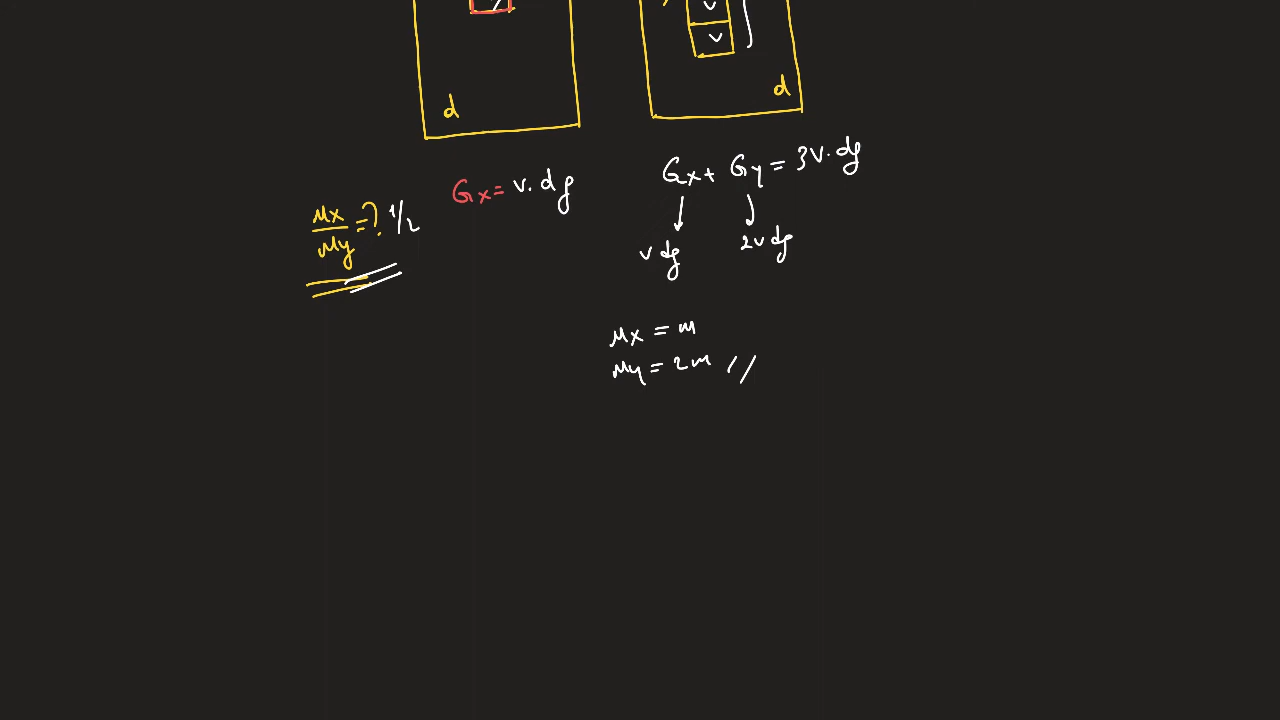 v
v
d
d
Gx = v.dg
Gx + Gy = 3v.dg
vdg
2vdg
Mx/My = ? 1/2
Mx = m
My = 2m //